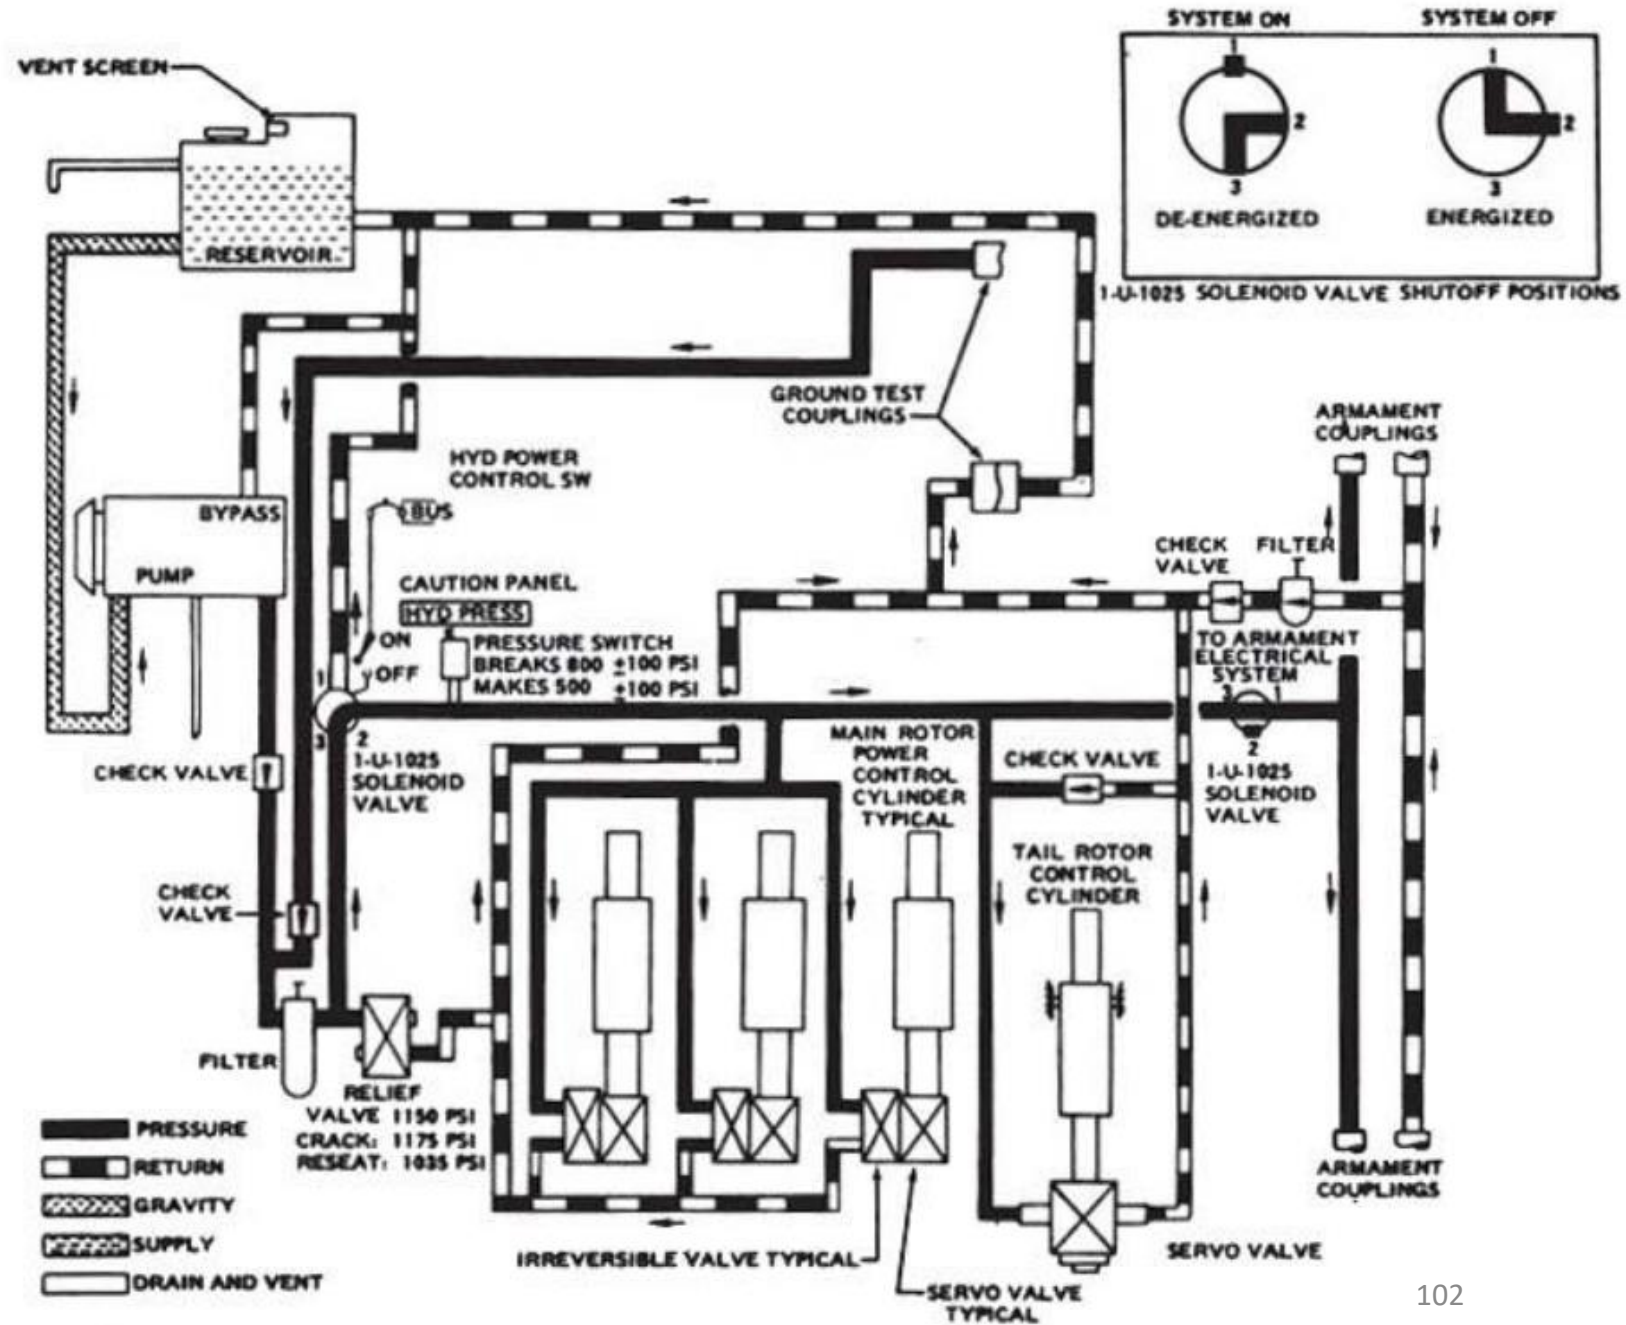 SYSTEM ON
SYSTEM OFF
1
2
3
1
2
3
DE-ENERGIZED
ENERGIZED
1-U-1025 SOLENOID VALVE SHUTOFF POSITIONS
VENT SCREEN
RESERVOIR
GROUND TEST
COUPLINGS
ARMAMENT
COUPLINGS
HYD POWER
CONTROL SW
BUS
BYPASS
PUMP
CAUTION PANEL
HYD PRESS
ON
OFF
PRESSURE SWITCH
BREAKS 800 ±100 PSI
MAKES 500 ±100 PSI
CHECK
VALVE
FILTER
TO ARMAMENT
ELECTRICAL
SYSTEM
3
1
2
1-U-1025
SOLENOID
VALVE
1
3
2
1-U-1025
SOLENOID
VALVE
CHECK VALVE
MAIN ROTOR
POWER
CONTROL
CYLINDER
TYPICAL
CHECK VALVE
TAIL ROTOR
CONTROL
CYLINDER
CHECK
VALVE
FILTER
RELIEF
VALVE 1150 PSI
CRACK: 1175 PSI
RESEAT: 1035 PSI
PRESSURE
RETURN
GRAVITY
SUPPLY
DRAIN AND VENT
IRREVERSIBLE VALVE TYPICAL
SERVO VALVE
TYPICAL
SERVO VALVE
ARMAMENT
COUPLINGS
102